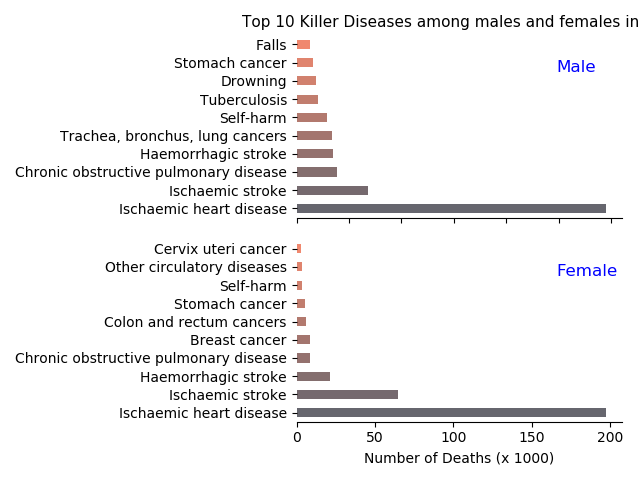 Top 10 Killer Diseases among males and females in
Falls
Stomach cancer
Male
Drowning
Tuberculosis
Self-harm
Trachea, bronchus, lung cancers
Haemorrhagic stroke
Chronic obstructive pulmonary disease
Ischaemic stroke
Ischaemic heart disease
Cervix uteri cancer
Other circulatory diseases
Female
Self-harm
Stomach cancer
Colon and rectum cancers
Breast cancer
Chronic obstructive pulmonary disease
Haemorrhagic stroke
Ischaemic stroke
Ischaemic heart disease
0 50 100 150 200
Number of Deaths (x 1000)